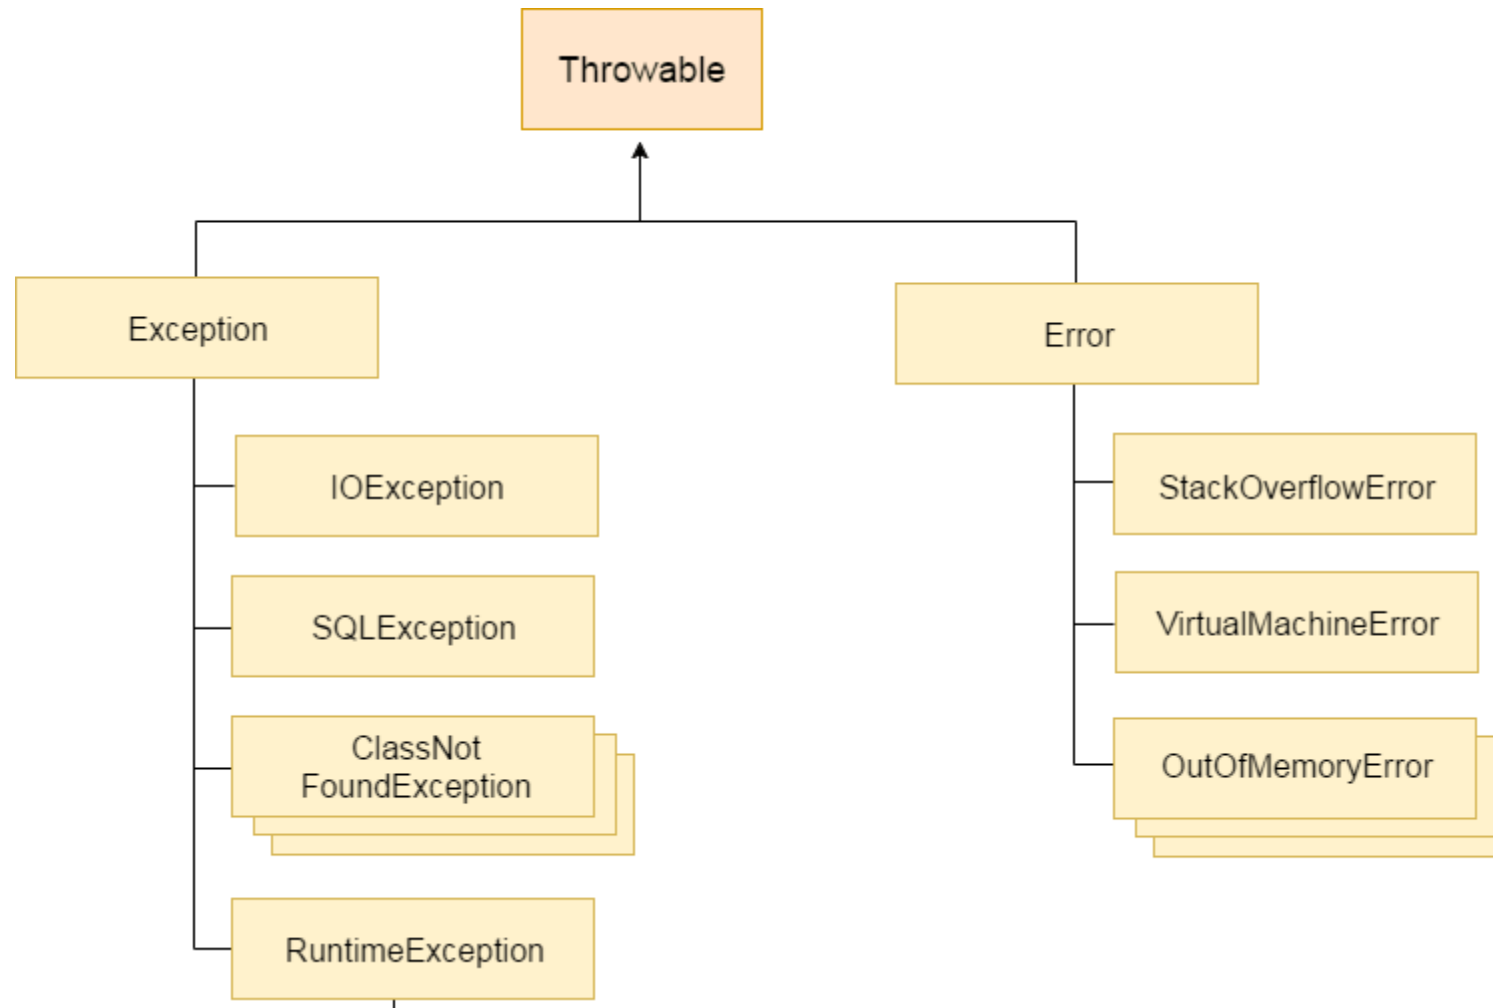 Throwable
Exception
Error
IOException
StackOverflowError
SQLException
VirtualMachineError
ClassNot
FoundException
OutOfMemoryError
RuntimeException